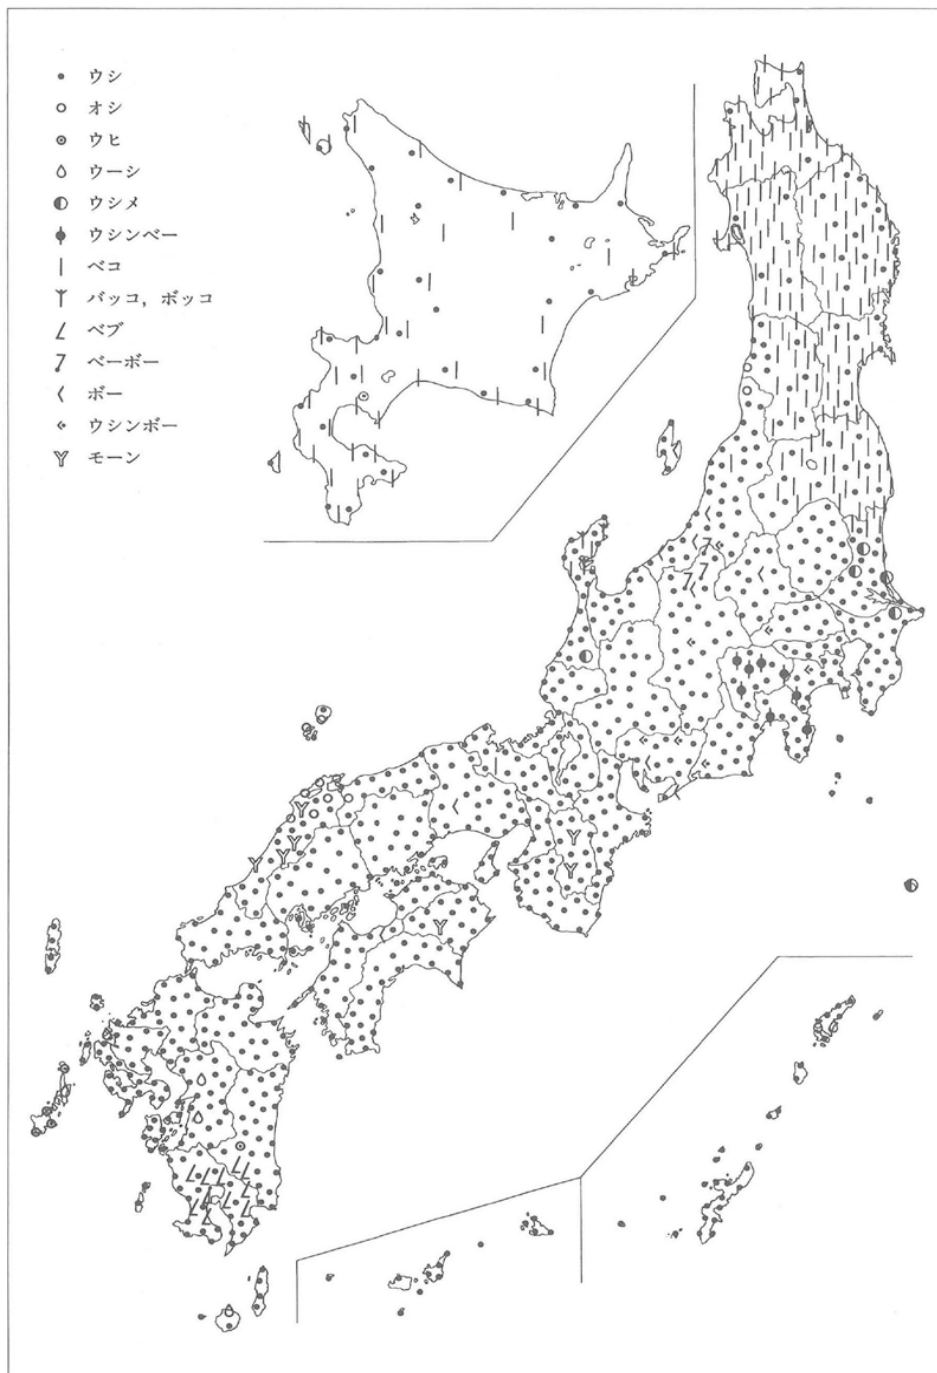 ウシ
オシ
ウヒ
ウーシ
ウシメ
ウシンベー
ベコ
バッコ，ボッコ
ベブ
ベーボー
ボー
ウシンボー
モーン